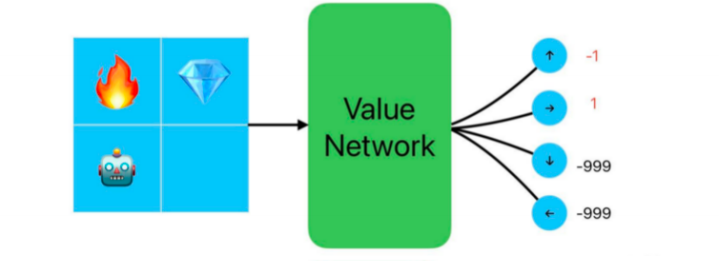 Value
Network
↑ -1
→ 1
↓ -999
← -999